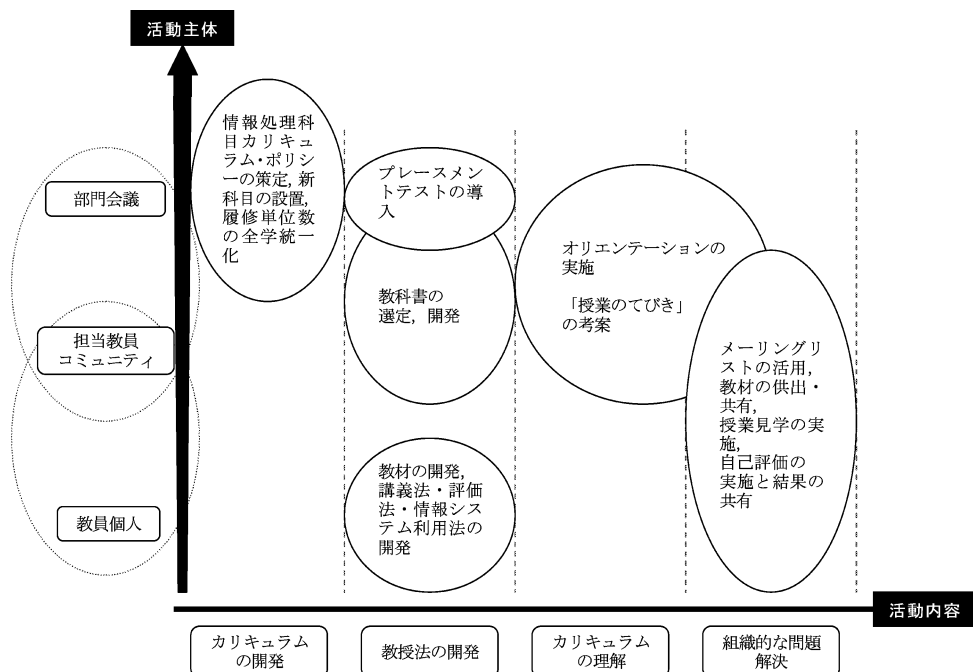 活動主体
情報処理科
目カリキュ
ラム・ポリシ
ーの策定, 新
科目の設置,
履修単位数
の全学統一
化
部門会議
プレースメン
トテストの導
入
オリエンテーションの
実施
教科書の
選定, 開発
「授業のてびき」
の考案
担当教員
コミュニティ
メーリングリ
ストの活用,
教材の供出・
共有,
授業見学の実
施,
自己評価の
実施と結果の
共有
教材の開発,
講義法・評価
法・情報シス
テム利用法の
開発
教員個人
活動内容
カリキュラム
の開発
教授法の開発
カリキュラム
の理解
組織的な問題
解決